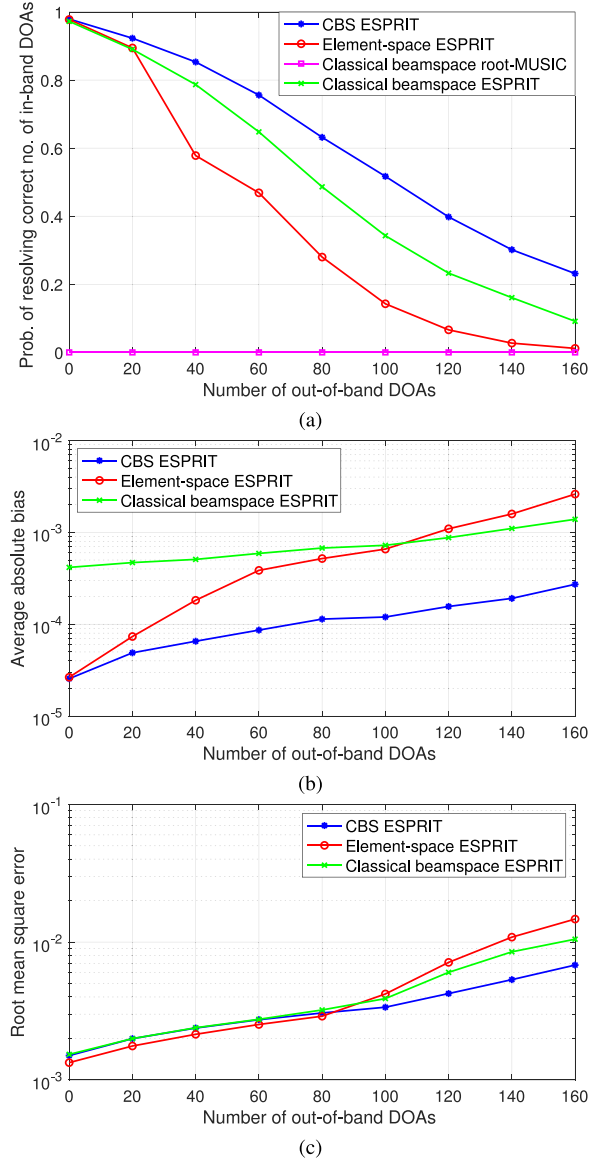 Prob. of resolving correct no. of in-band DOAs
1
0.8
0.6
0.4
0.2
0
CBS ESPRIT
Element-space ESPRIT
Classical beamspace root-MUSIC
Classical beamspace ESPRIT
0 20 40 60 80 100 120 140 160
Number of out-of-band DOAs
(a)
Average absolute bias
10^-2
10^-3
10^-4
10^-5
CBS ESPRIT
Element-space ESPRIT
Classical beamspace ESPRIT
0 20 40 60 80 100 120 140 160
Number of out-of-band DOAs
(b)
Root mean square error
10^-1
10^-2
10^-3
CBS ESPRIT
Element-space ESPRIT
Classical beamspace ESPRIT
0 20 40 60 80 100 120 140 160
Number of out-of-band DOAs
(c)